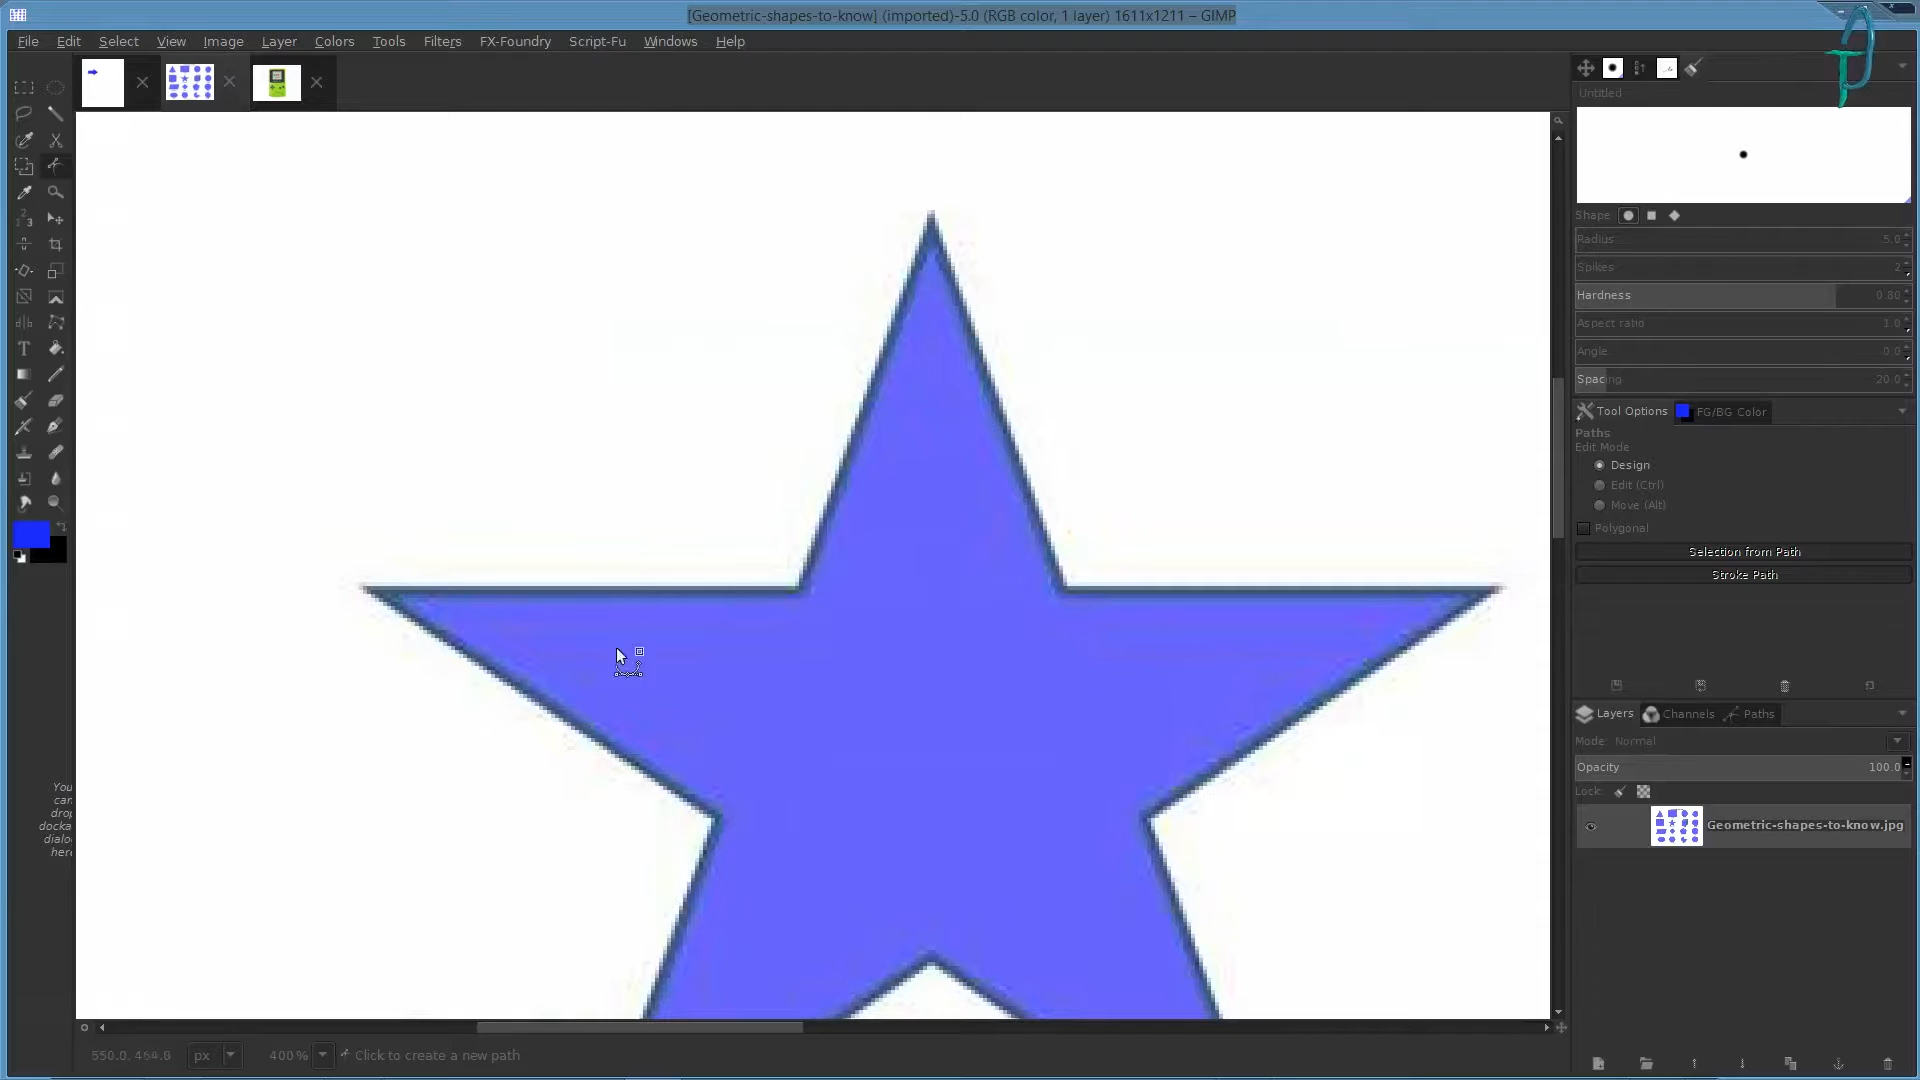 [Geometric-shapes-to-know] (imported)-5.0 (RGB color, 1 layer) 1611x1211 – GIMP
File Edit Select View Image Layer Colors Tools Filters FX-Foundry Script-Fu Windows Help
Untitled
Shape:
Radius 5.0
Spikes 2
Hardness 0.80
Aspect ratio 1.0
Angle 0.0
Spacing 20.0
Tool Options FG/BG Color
Paths
Edit Mode
Design
Edit (Ctrl)
Move (Alt)
Polygonal
Selection from Path
Stroke Path
Layers Channels Paths
Mode: Normal
Opacity 100.0
Lock:
Geometric-shapes-to-know.jpg
You
can
drop
docka
dialo
here
550.0, 464.8 px 400% Click to create a new path